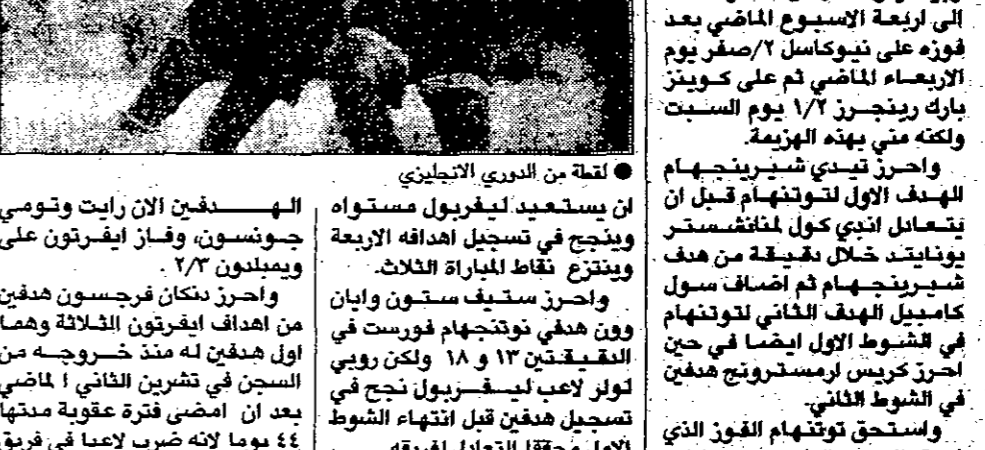 إلى اربعة الاسبوع الماضي بعد
فوزه على نيوكاسل ٢/صفر يوم
الاربعاء الماضي ثم على كوينز
بارك رينجرز ١/٢ يوم السبت
ولكنه مني بهذه الهزيمة.
واحرز تيدي شيرينجهام
الهدف الاول لتوتنهام قبل ان
يتعادل اندي كول لمانشستر
يونايتد خلال دقيقة من هدف
شيرينجهام ثم اضاف سول
كامبيل الهدف الثاني لتوتنهام
في الشوط الاول ايضا في حين
احرز كريس ارمسترونج هدفين
في الشوط الثاني.
واستحق توتنهام الفوز الذي
● لقطة من الدوري الانجليزي
ان يستعيد ليفربول مستواه
وينجح في تسجيل اهدافه الاربعة
وينتزع نقاط المباراة الثلاث.
واحرز ستيف ستون وايان
وون هدفي نوتنجهام فورست في
الدقيقتين ١٣ و ١٨ ولكن روبي
لولر لاعب ليفربول نجح في
تسجيل هدفين قبل انتهاء الشوط
الاول محققا التعادل لفريقه
الهدفين الان رايت وتومي
جونسون، وفاز ايفرتون على
ويمبلدون ٢/٣ .
واحرز دنكان فرجسون هدفين
من اهداف ايفرتون الثلاثة وهما
اول هدفين له منذ خروجه من
السجن في تشرين الثاني ا لماضي
بعد ان امضى فترة عقوبة مدتها
٤٤ يوما لانه ضرب لاعبا في فريق